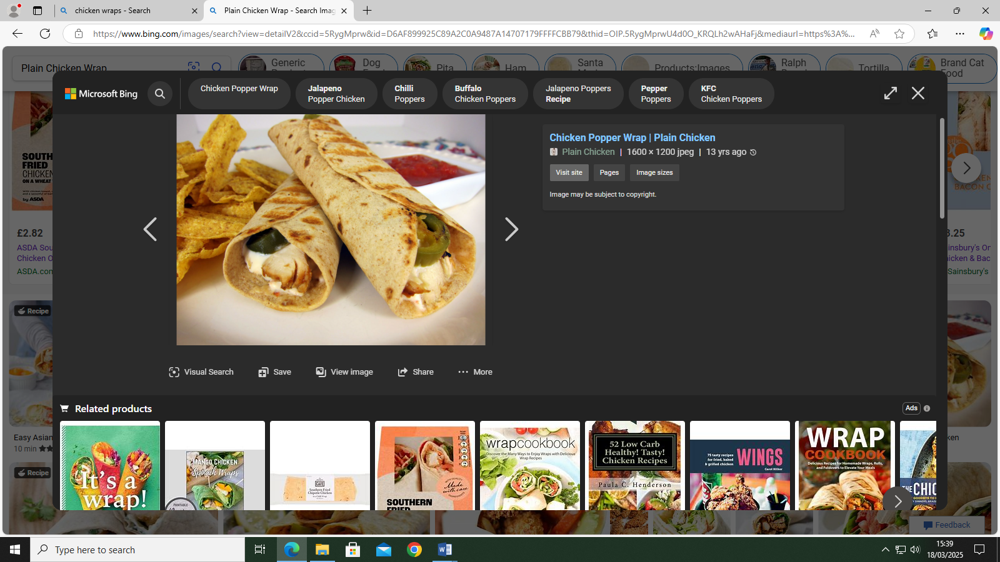 chicken wraps - Search
Plain Chicken Wrap - Search Imag
https://www.bing.com/images/search?view=detailV2&ccid=5RygMprw&id=D6AF899925C89A2C0A9487A14707179FFFFCBB79&thid=OIP.5RygMprwU4d0O_KRQLh2wAHaFj&mediaurl=https%3A%...
Plain Chicken Wrap
Generic
Dog
Pita
Ham
Santa
Products:Images
Ralph
Tortilla
Brand Cat
Food
Microsoft Bing
Chicken Popper Wrap
Jalapeno
Popper Chicken
Chilli
Poppers
Buffalo
Chicken Poppers
Jalapeno Poppers
Recipe
Pepper
Poppers
KFC
Chicken Poppers
Chicken Popper Wrap | Plain Chicken
Plain Chicken | 1600 × 1200 jpeg | 13 yrs ago
Visit site
Pages
Image sizes
Image may be subject to copyright.
SOUTH
FRIED
CHICKEN
ON A WHEAT
by ASDA
£2.82
ASDA Sou
Chicken O
ASDA.com
BACON C
3.25
insbury's On
icken & Bac
Sainsbury's
Recipe
Easy Asian
10 min
Recipe
ken
Visual Search
Save
View image
Share
More
Related products
Ads
It's a
wrap!
MANGO CHICKEN
SPINACH WRAPS
PRINTABLE
CAFE
Southern Fried
Chipotle Chicken
Made
with care
SOUTHERN
FRIED
wrapcookbook
Discover the Many Ways to Enjoy Wraps with Delicious
Wrap Recipes
52 Low Carb
Healthy! Tasty!
Chicken Recipes
Paula C. Henderson
75 tasty recipes
for fried, baked
& grilled chicken
WINGS
Carol Hilker
WRAP
COOKBOOK
Delicious Recipes for Homemade Wraps, Rolls,
and Foldovers to Elevate Your Meals
THE CHIC
Feedback
Type here to search
15:39
18/03/2025